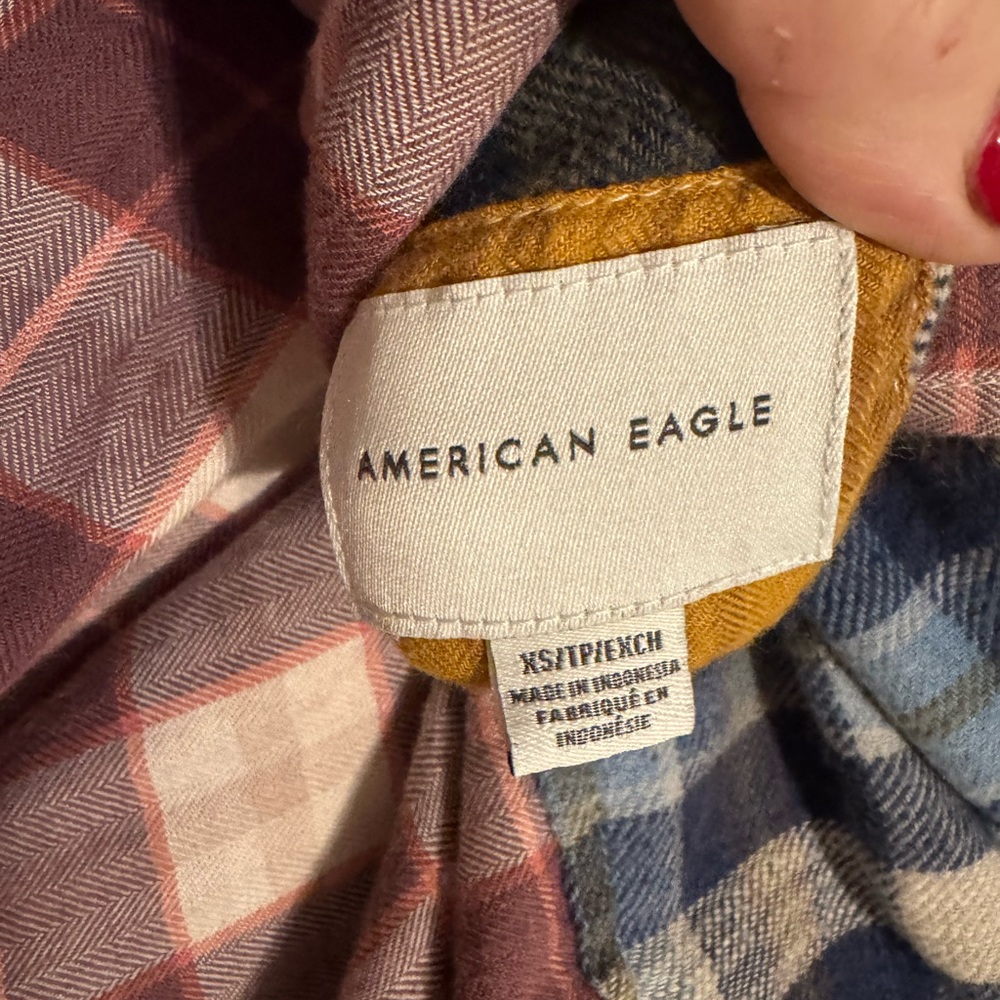 AMERICAN EAGLE
XS/TP/EXCH
MADE IN INDONESIA
FABRIQUÉ EN
INDONÉSIE